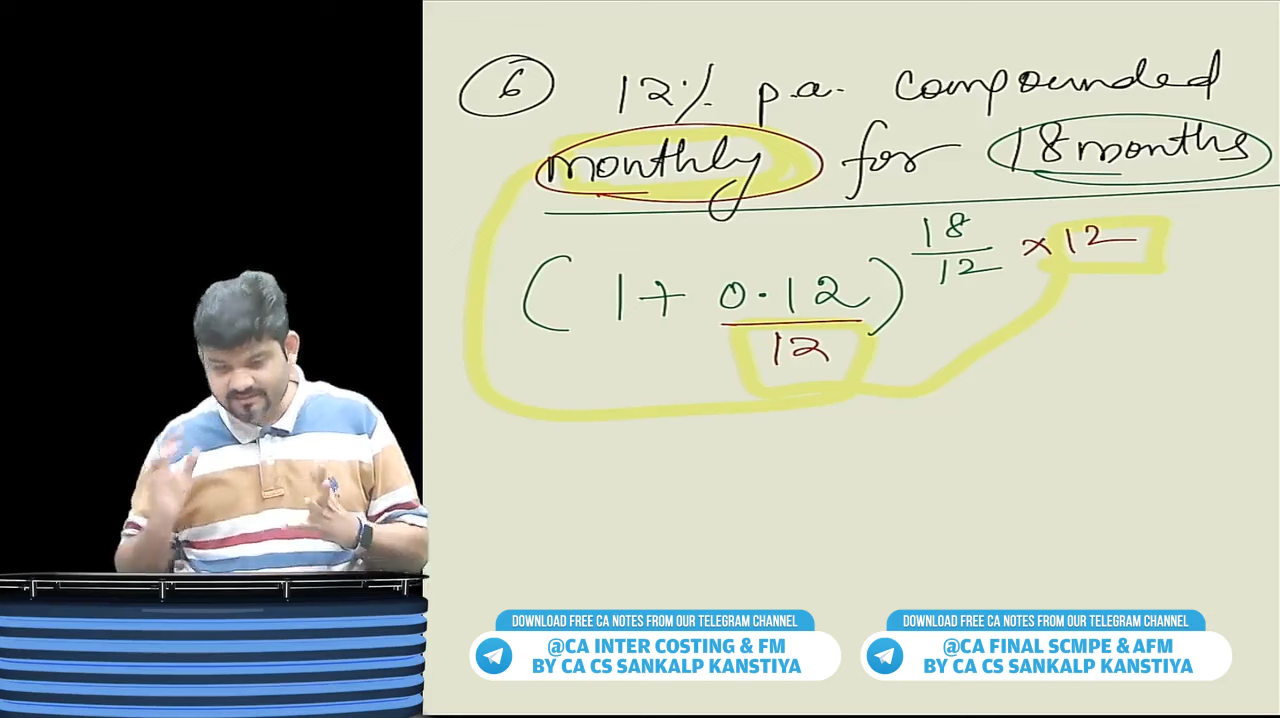 6 12% p.a. compounded
monthly for 18 months
(1+ 0.12/12)^18/12 × 12
DOWNLOAD FREE CA NOTES FROM OUR TELEGRAM CHANNEL
@CA INTER COSTING & FM
BY CA CS SANKALP KANSTIYA
DOWNLOAD FREE CA NOTES FROM OUR TELEGRAM CHANNEL
@CA FINAL SCMPE & AFM
BY CA CS SANKALP KANSTIYA